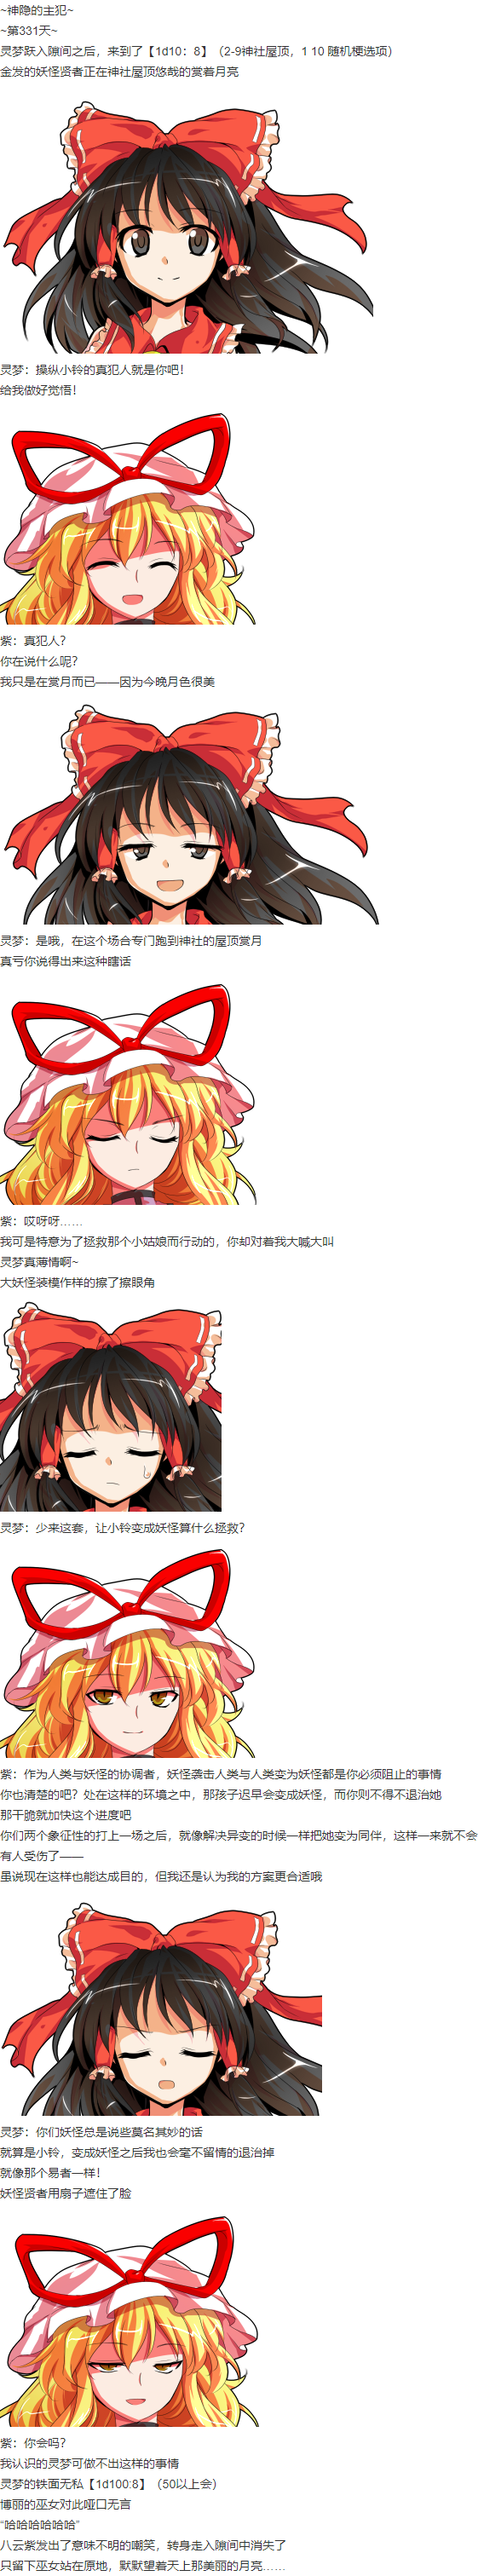 ~神隐的主犯~
~第331天~
灵梦跃入隙间之后，来到了【1d10：8】（2-9神社屋顶，1 10 随机梗选项）
金发的妖怪贤者正在神社屋顶悠哉的赏着月亮
灵梦：操纵小铃的真犯人就是你吧！
给我做好觉悟！
紫：真犯人？
你在说什么呢？
我只是在赏月而已——因为今晚月色很美
灵梦：是哦，在这个场合专门跑到神社的屋顶赏月
真亏你说得出来这种瞎话
紫：哎呀呀……
我可是特意为了拯救那个小姑娘而行动的，你却对着我大喊大叫
灵梦真薄情啊~
大妖怪装模作样的擦了擦眼角
灵梦：少来这套，让小铃变成妖怪算什么拯救？
紫：作为人类与妖怪的协调者，妖怪袭击人类与人类变为妖怪都是你必须阻止的事情
你也清楚的吧？处在这样的环境之中，那孩子迟早会变成妖怪，而你则不得不退治她
那干脆就加快这个进度吧
你们两个象征性的打上一场之后，就像解决异变的时候一样把她变为同伴，这样一来就不会
有人受伤了——
虽说现在这样也能达成目的，但我还是认为我的方案更合适哦
灵梦：你们妖怪总是说些莫名其妙的话
就算是小铃，变成妖怪之后我也会毫不留情的退治掉
就像那个易者一样！
妖怪贤者用扇子遮住了脸
紫：你会吗？
我认识的灵梦可做不出这样的事情
灵梦的铁面无私【1d100:8】（50以上会）
博丽的巫女对此哑口无言
“哈哈哈哈哈哈”
八云紫发出了意味不明的嘲笑，转身走入隙间中消失了
只留下巫女站在原地，默默望着天上那美丽的月亮……